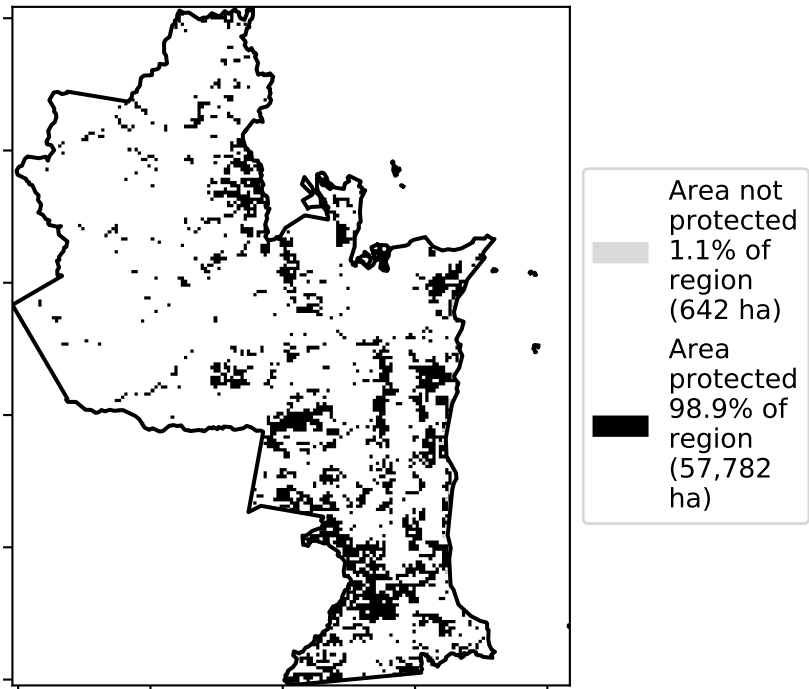 Area not
protected
1.1% of
region
(642 ha)
Area
protected
98.9% of
region
(57,782
ha)